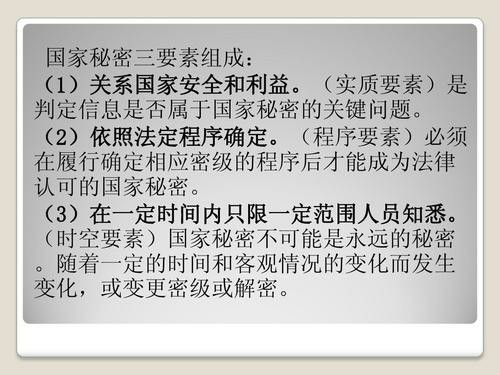 国家秘密三要素组成：
（1）关系国家安全和利益。（实质要素）是
判定信息是否属于国家秘密的关键问题。
（2）依照法定程序确定。（程序要素）必须
在履行确定相应密级的程序后才能成为法律
认可的国家秘密。
（3）在一定时间内只限一定范围人员知悉。
（时空要素）国家秘密不可能是永远的秘密
。随着一定的时间和客观情况的变化而发生
变化，或变更密级或解密。